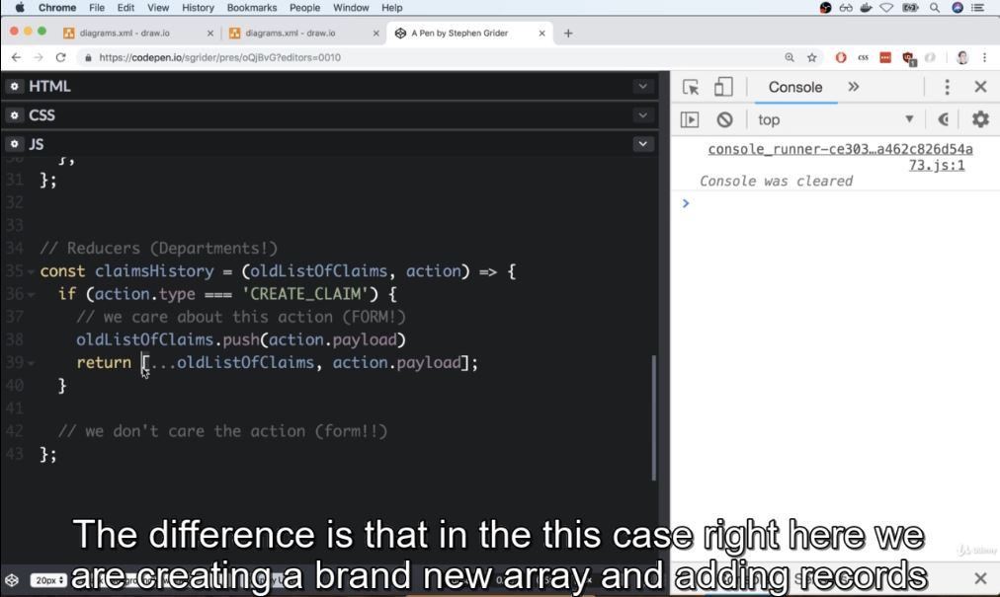 Chrome File Edit View History Bookmarks People Window Help
diagrams.xml - draw.io × diagrams.xml - draw.io × A Pen by Stephen Grider × +
https://codepen.io/sgrider/pres/oQjBvG?editors=0010
HTML
CSS
JS
Console
top
console_runner-ce303…a462c826d54a
73.js:1
Console was cleared
>
30 },
31 };
32
33
34 // Reducers (Departments!)
35 const claimsHistory = (oldListOfClaims, action) => {
36 if (action.type === 'CREATE_CLAIM') {
37 // we care about this action (FORM!)
38 oldListOfClaims.push(action.payload)
39 return [...oldListOfClaims, action.payload];
40 }
41
42 // we don't care the action (form!!)
43 };
The difference is that in the this case right here we
are creating a brand new array and adding records
20px
Udemy